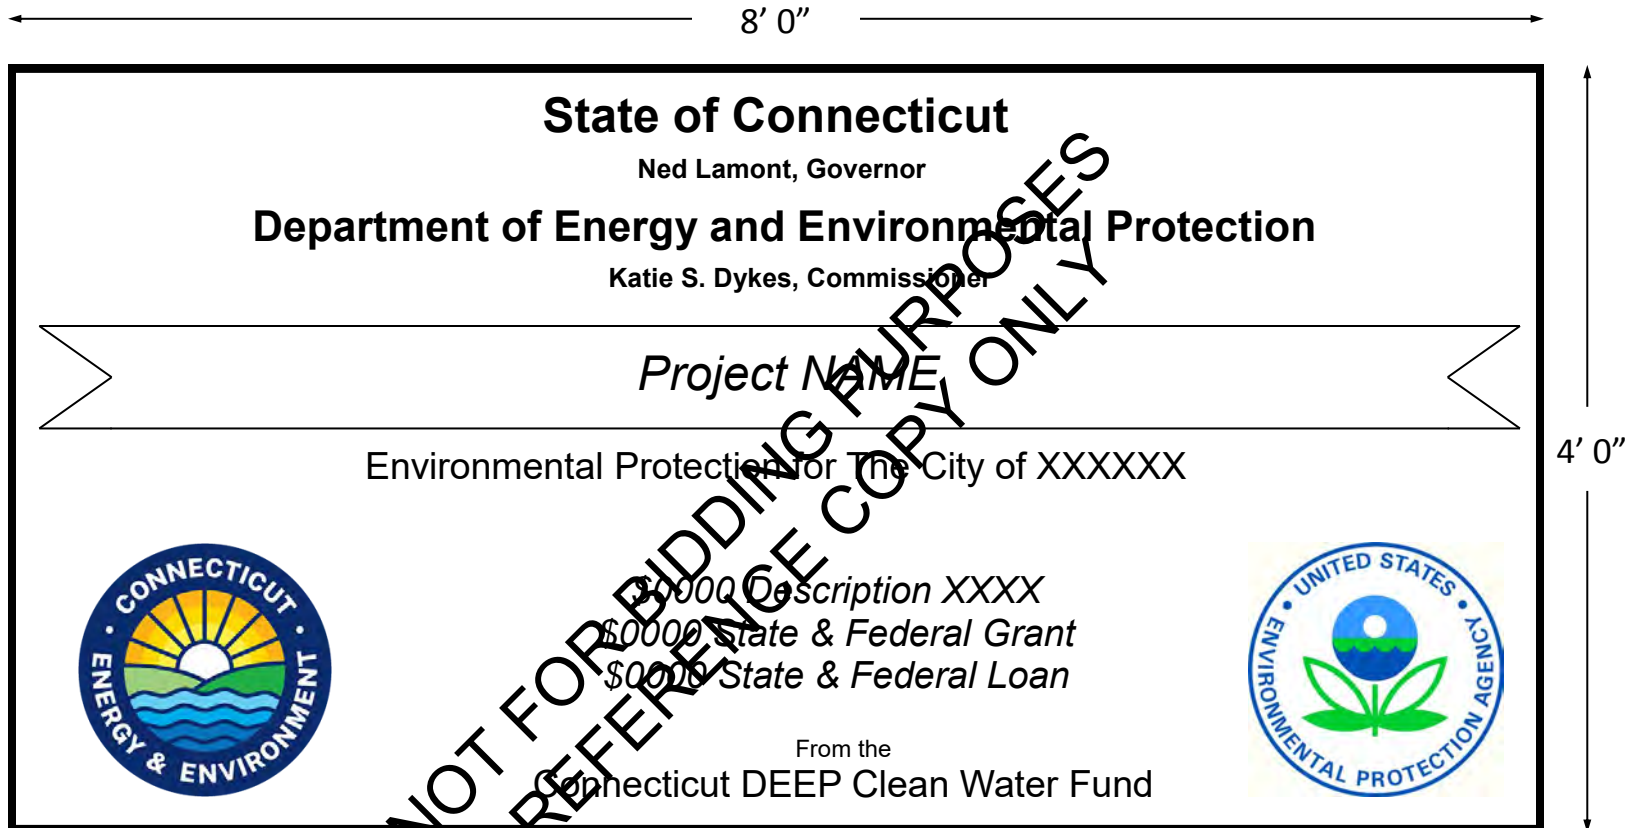 8’ 0”
State of Connecticut
Ned Lamont, Governor
Department of Energy and Environmental Protection
Katie S. Dykes, Commissioner
Project NAME
4’ 0”
Environmental Protection for The City of XXXXXX
CONNECTICUT
ENERGY & ENVIRONMENT
$0000 Description XXXX
$0000 State & Federal Grant
$0000 State & Federal Loan
UNITED STATES
ENVIRONMENTAL PROTECTION AGENCY
From the
Connecticut DEEP Clean Water Fund
NOT FOR BIDDING PURPOSES
REFERENCE COPY ONLY